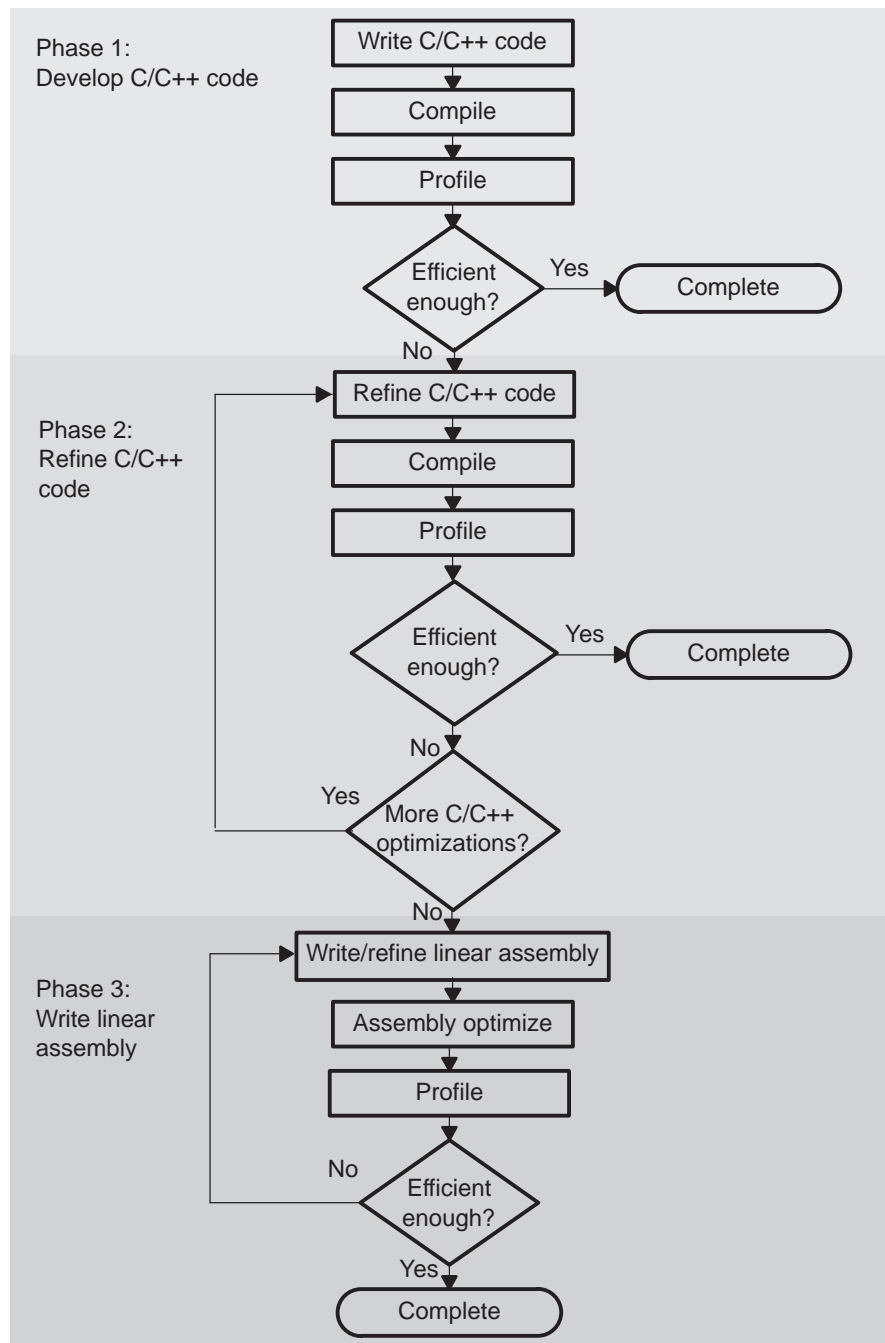 Phase 1:
Develop C/C++ code
Write C/C++ code
Compile
Profile
Efficient
enough?
Yes
Complete
No
Phase 2:
Refine C/C++
code
Refine C/C++ code
Compile
Profile
Efficient
enough?
Yes
Complete
No
More C/C++
optimizations?
Yes
No
Phase 3:
Write linear
assembly
Write/refine linear assembly
Assembly optimize
Profile
Efficient
enough?
No
Yes
Complete